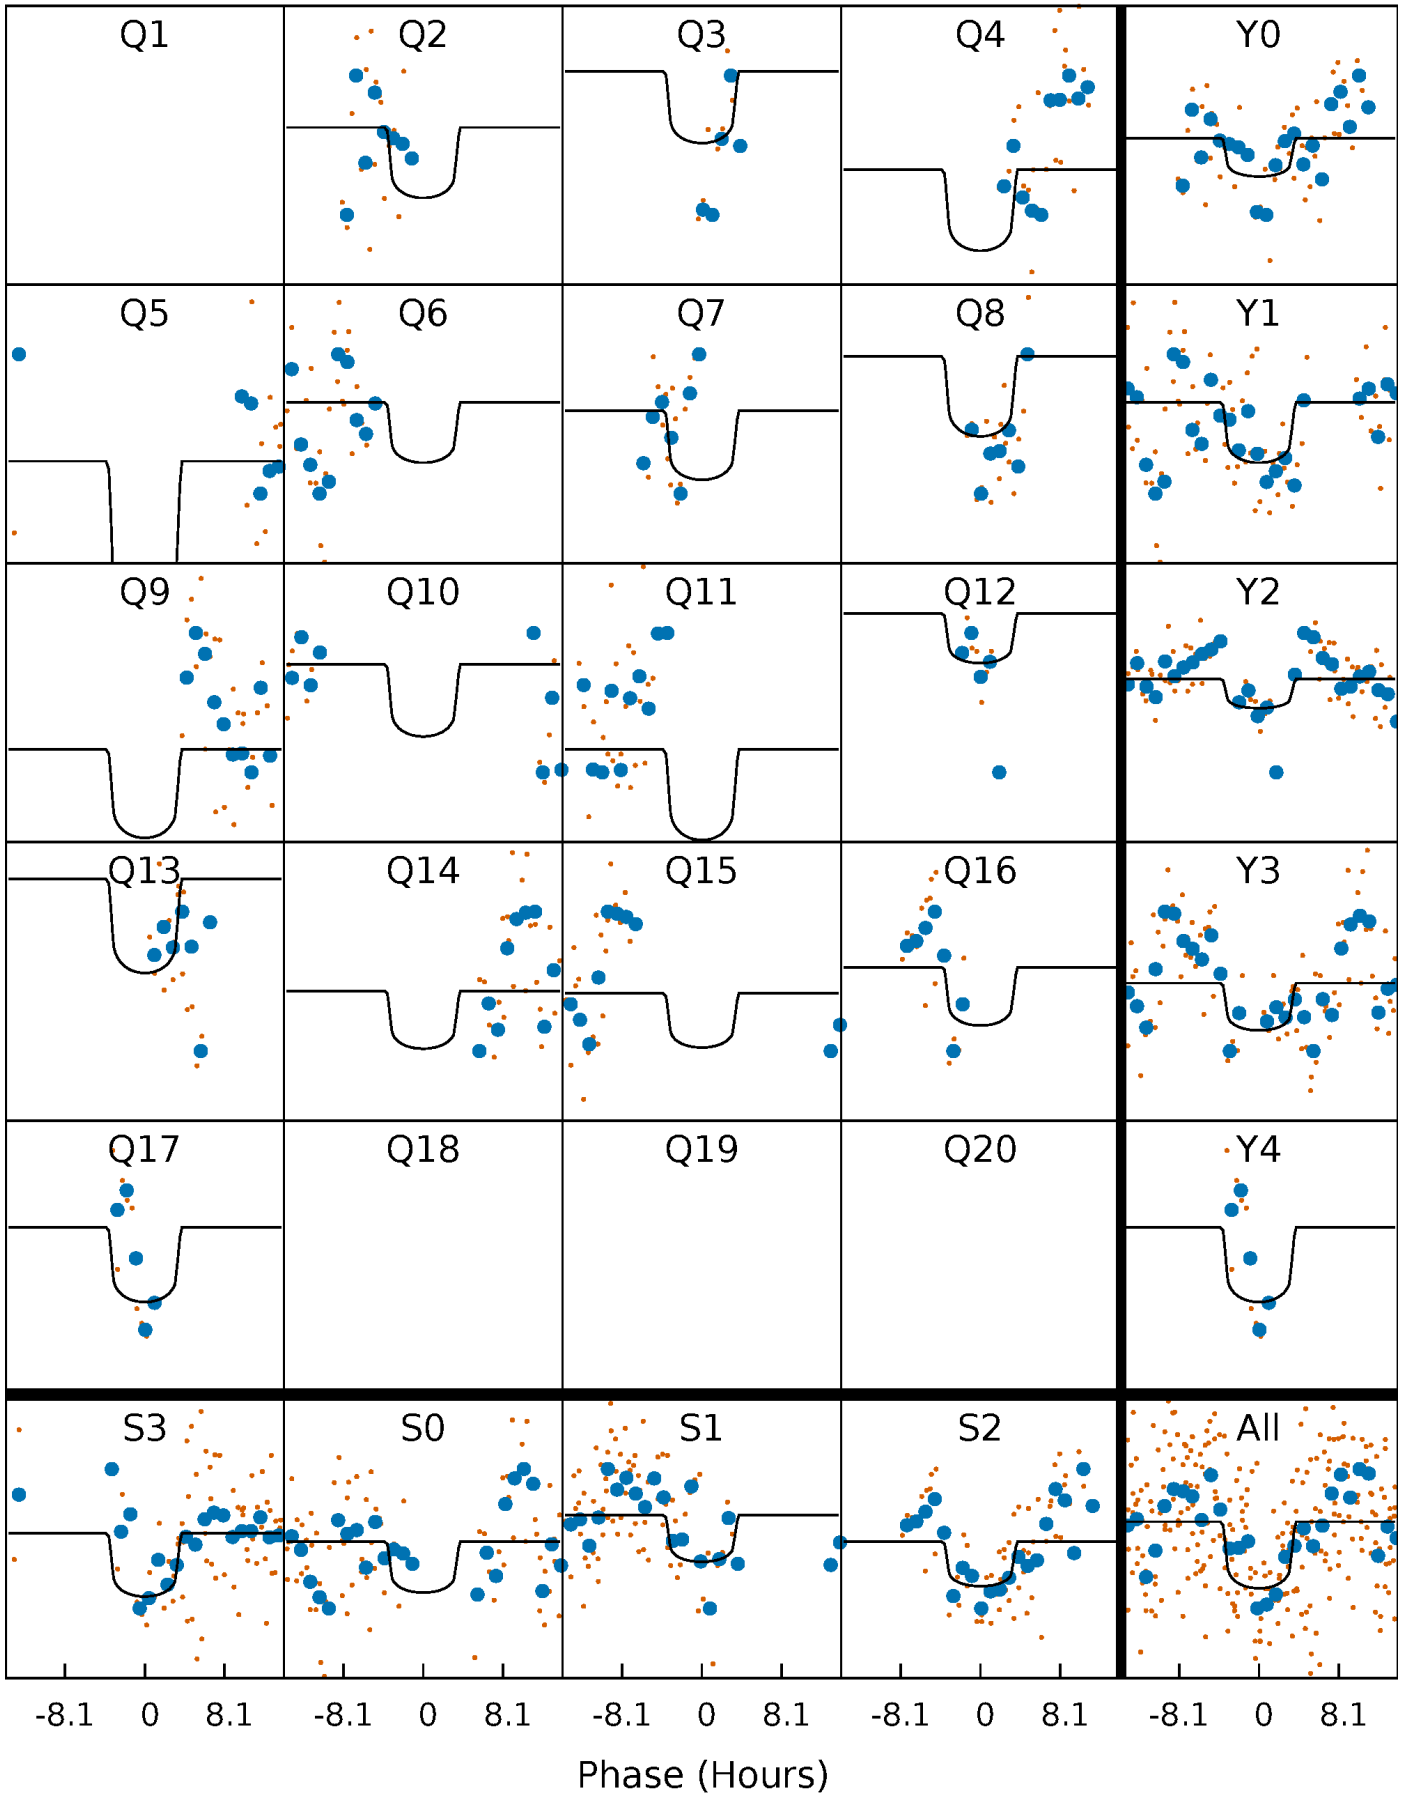 Q1 Q2 Q3 Q4 Y0
Q5 Q6 Q7 Q8 Y1
Q9 Q10 Q11 Q12 Y2
Q13 Q14 Q15 Q16 Y3
Q17 Q18 Q19 Q20 Y4
S3 S0 S1 S2 All
-8.1 0 8.1 -8.1 0 8.1 -8.1 0 8.1 -8.1 0 8.1 -8.1 0 8.1
Phase (Hours)